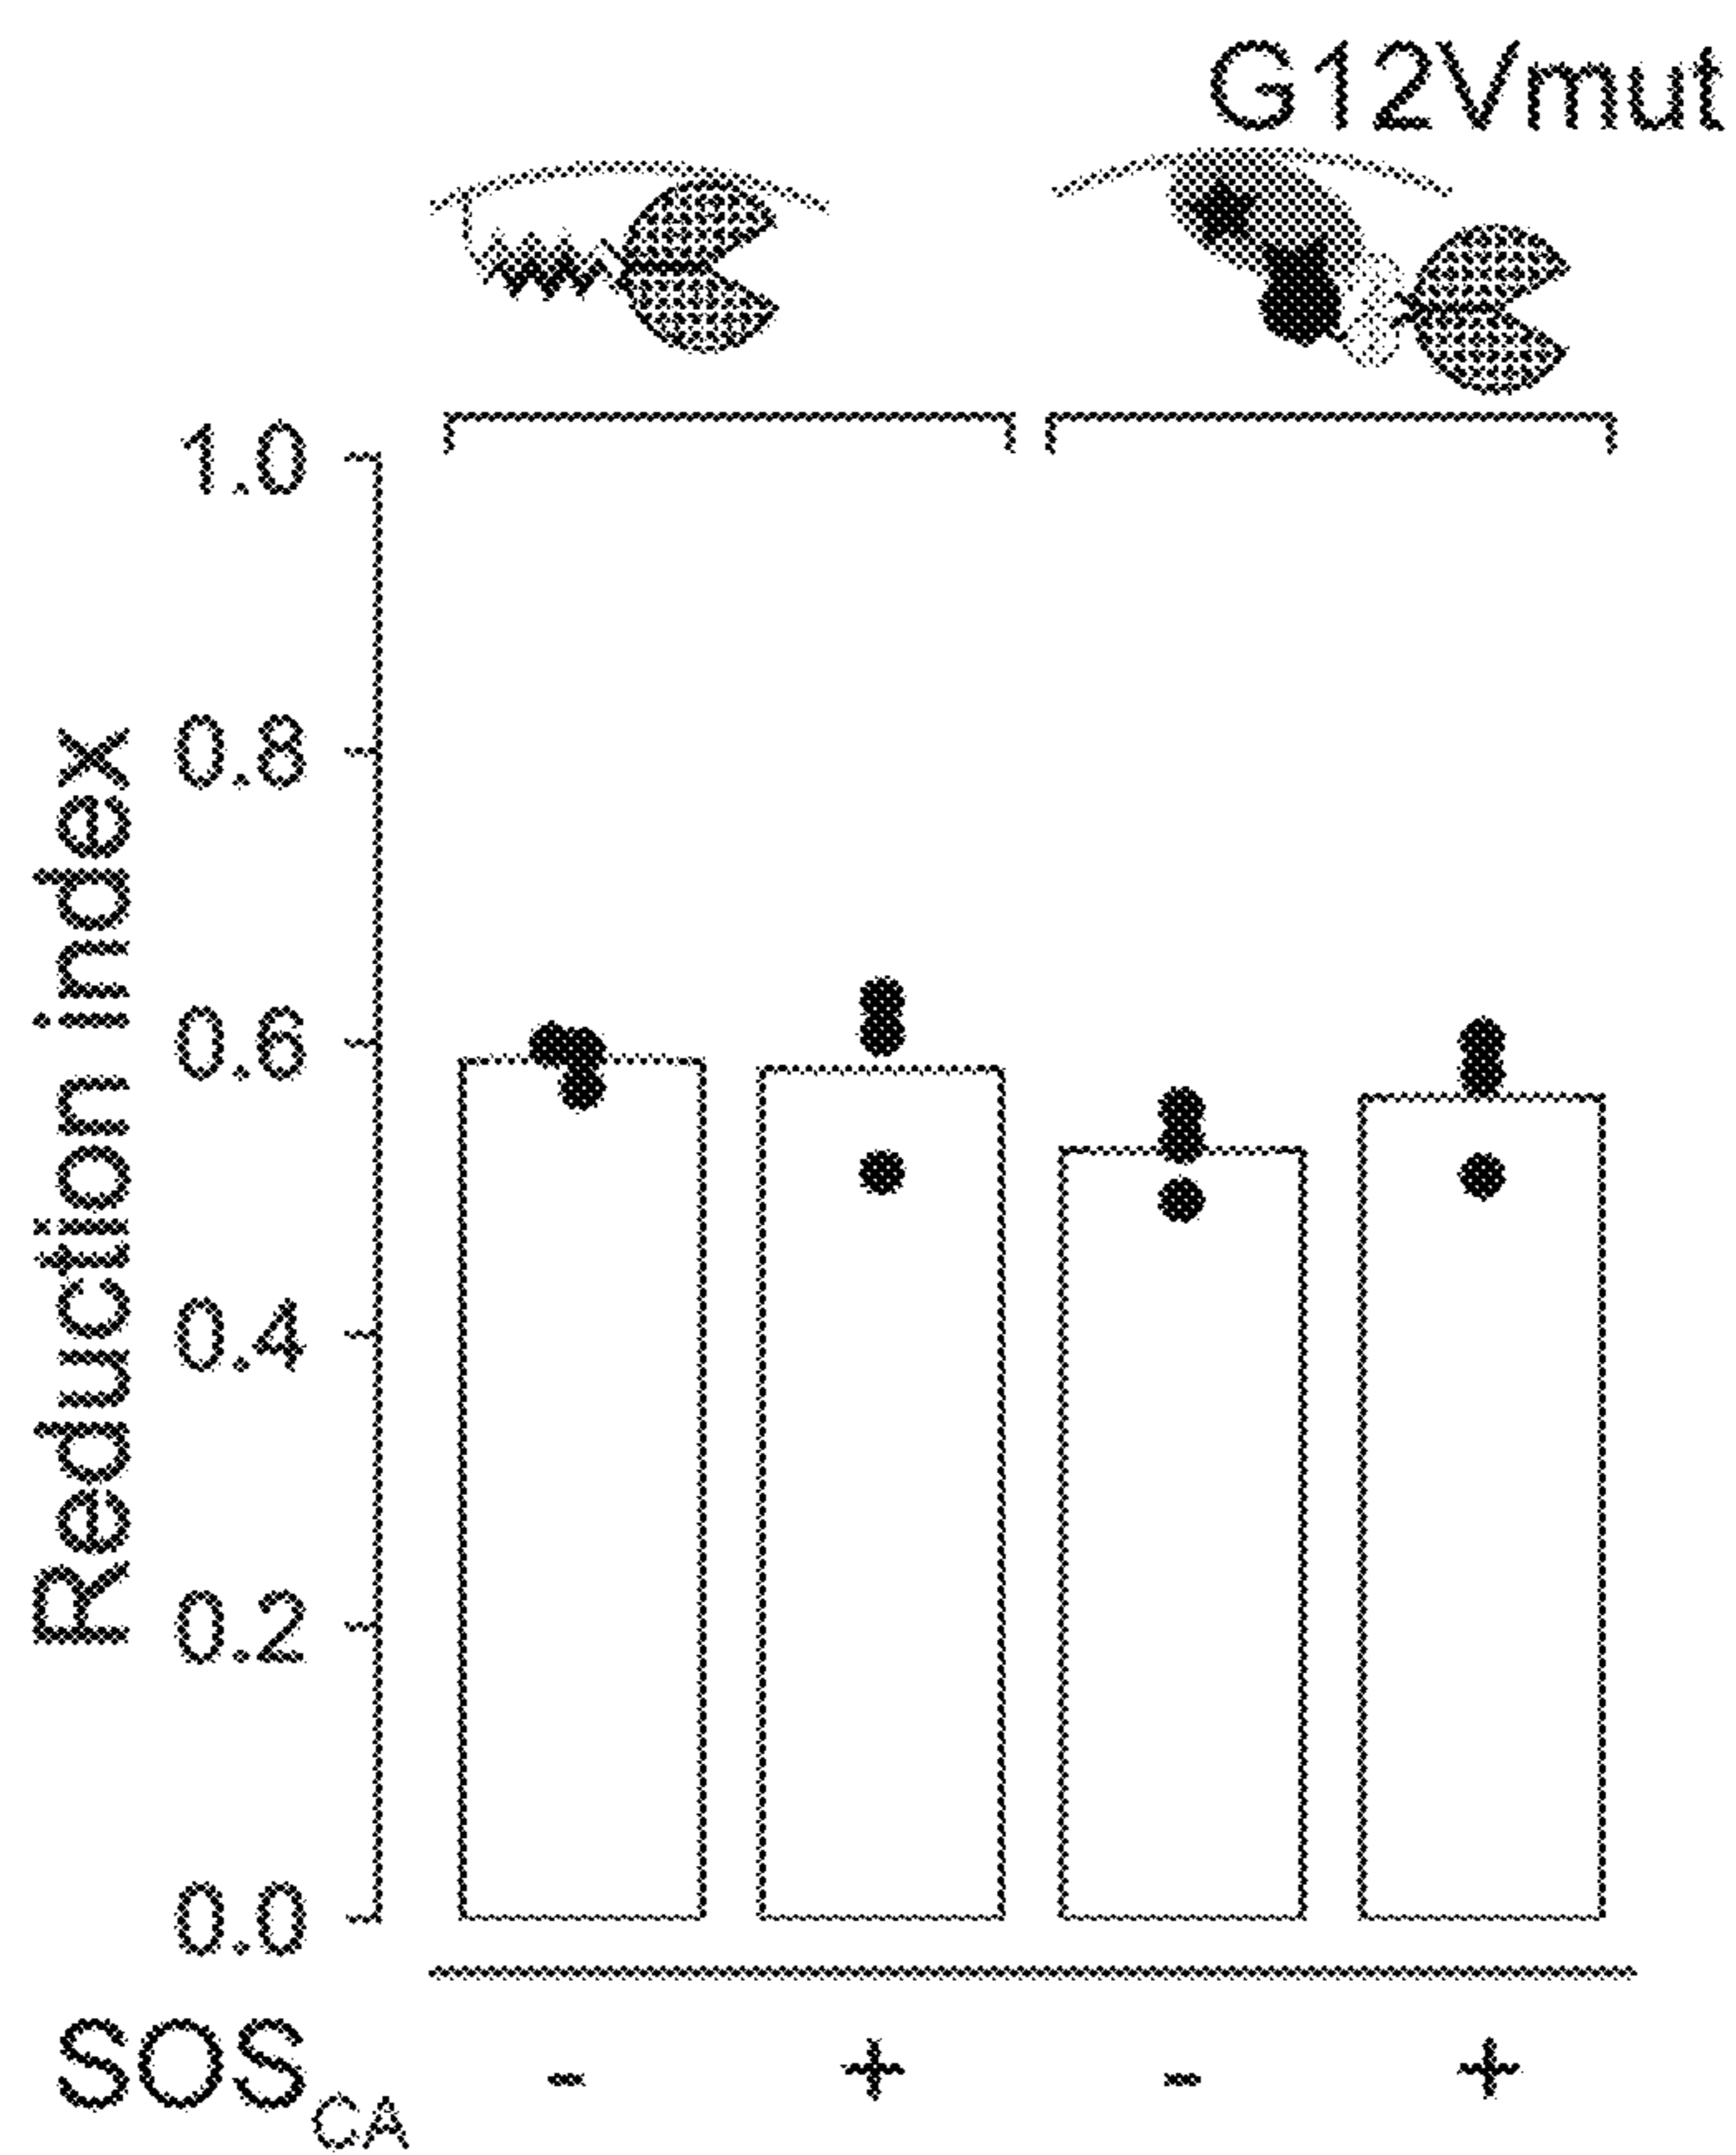 G12Vmut
1.0
0.8
0.6
0.4
0.2
0.0
Reduction index
SOSCA - + - +